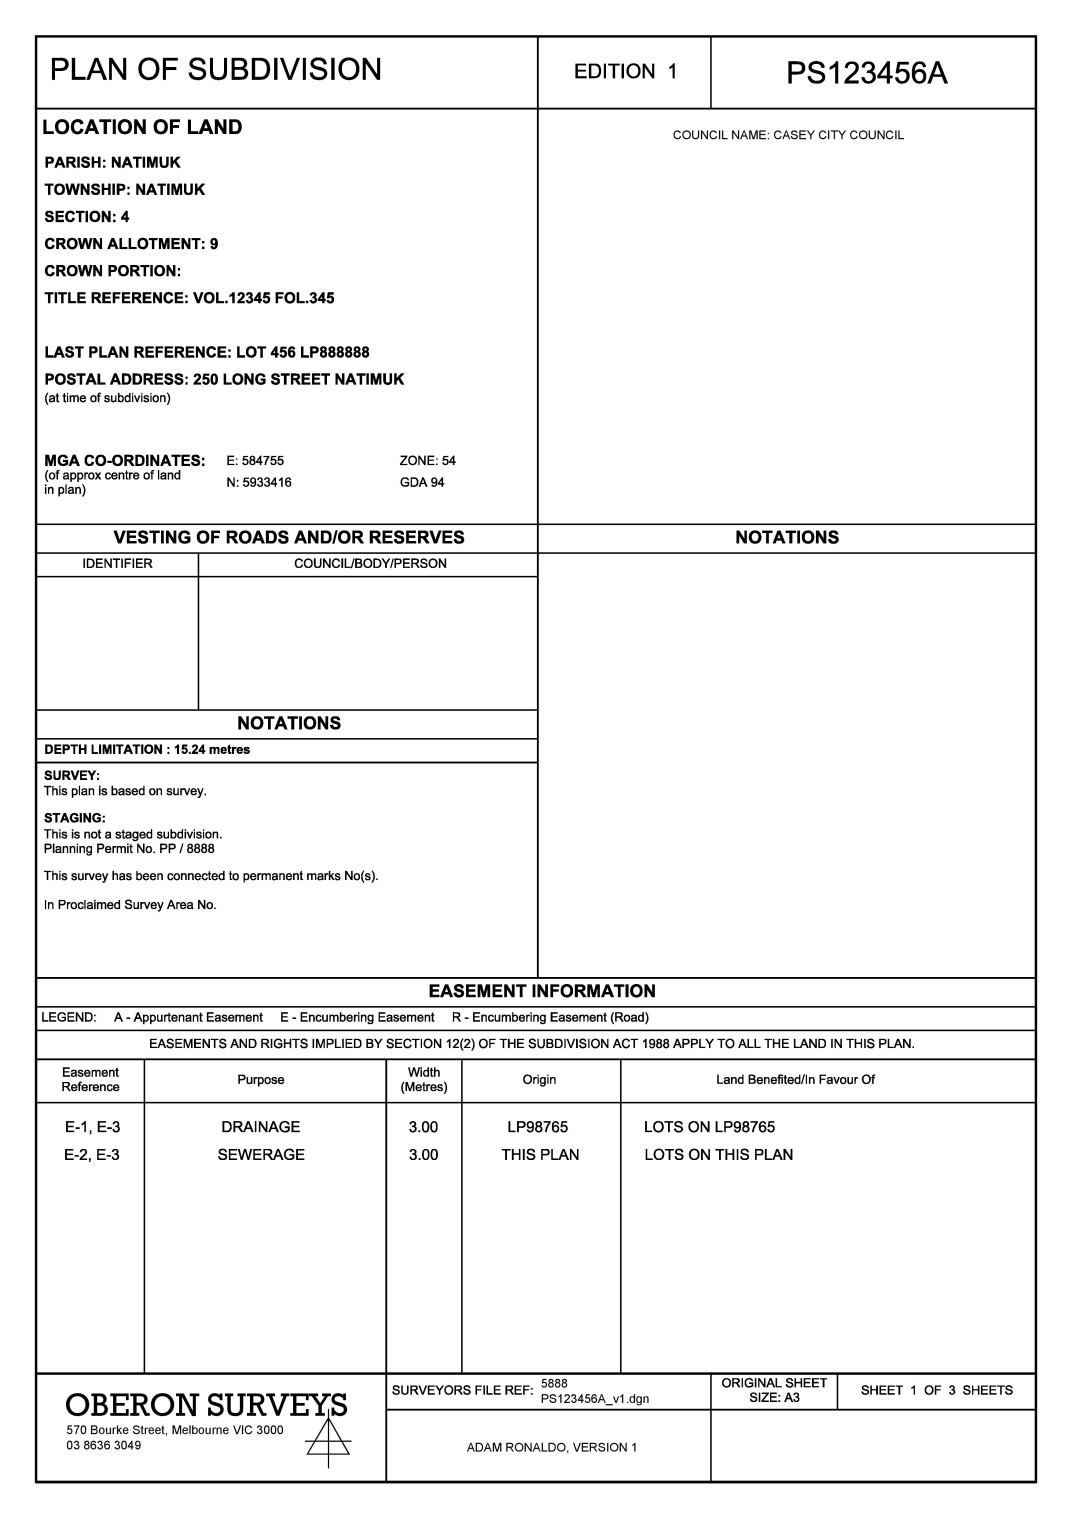 PLAN OF SUBDIVISION
EDITION 1
PS123456A
LOCATION OF LAND
PARISH: NATIMUK
TOWNSHIP: NATIMUK
SECTION: 4
CROWN ALLOTMENT: 9
CROWN PORTION:
TITLE REFERENCE: VOL.12345 FOL.345
LAST PLAN REFERENCE: LOT 456 LP888888
POSTAL ADDRESS: 250 LONG STREET NATIMUK
(at time of subdivision)
MGA CO-ORDINATES:
(of approx centre of land
in plan)
E: 584755
ZONE: 54
N: 5933416
GDA 94
COUNCIL NAME: CASEY CITY COUNCIL
VESTING OF ROADS AND/OR RESERVES
IDENTIFIER
COUNCIL/BODY/PERSON
NOTATIONS
NOTATIONS
DEPTH LIMITATION : 15.24 metres
SURVEY:
This plan is based on survey.
STAGING:
This is not a staged subdivision.
Planning Permit No. PP / 8888
This survey has been connected to permanent marks No(s).
In Proclaimed Survey Area No.
EASEMENT INFORMATION
LEGEND: A - Appurtenant Easement E - Encumbering Easement R - Encumbering Easement (Road)
EASEMENTS AND RIGHTS IMPLIED BY SECTION 12(2) OF THE SUBDIVISION ACT 1988 APPLY TO ALL THE LAND IN THIS PLAN.
Easement
Reference
Purpose
Width
(Metres)
Origin
Land Benefited/In Favour Of
E-1, E-3 DRAINAGE 3.00 LP98765 LOTS ON LP98765
E-2, E-3 SEWERAGE 3.00 THIS PLAN LOTS ON THIS PLAN
OBERON SURVEYS
570 Bourke Street, Melbourne VIC 3000
03 8636 3049
SURVEYORS FILE REF:
5888
PS123456A_v1.dgn
ORIGINAL SHEET
SIZE: A3
SHEET 1 OF 3 SHEETS
ADAM RONALDO, VERSION 1